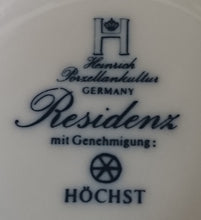 H
Heinrich
Porzellankultur
GERMANY
Residenz
mit Genehmigung:
HÖCHST